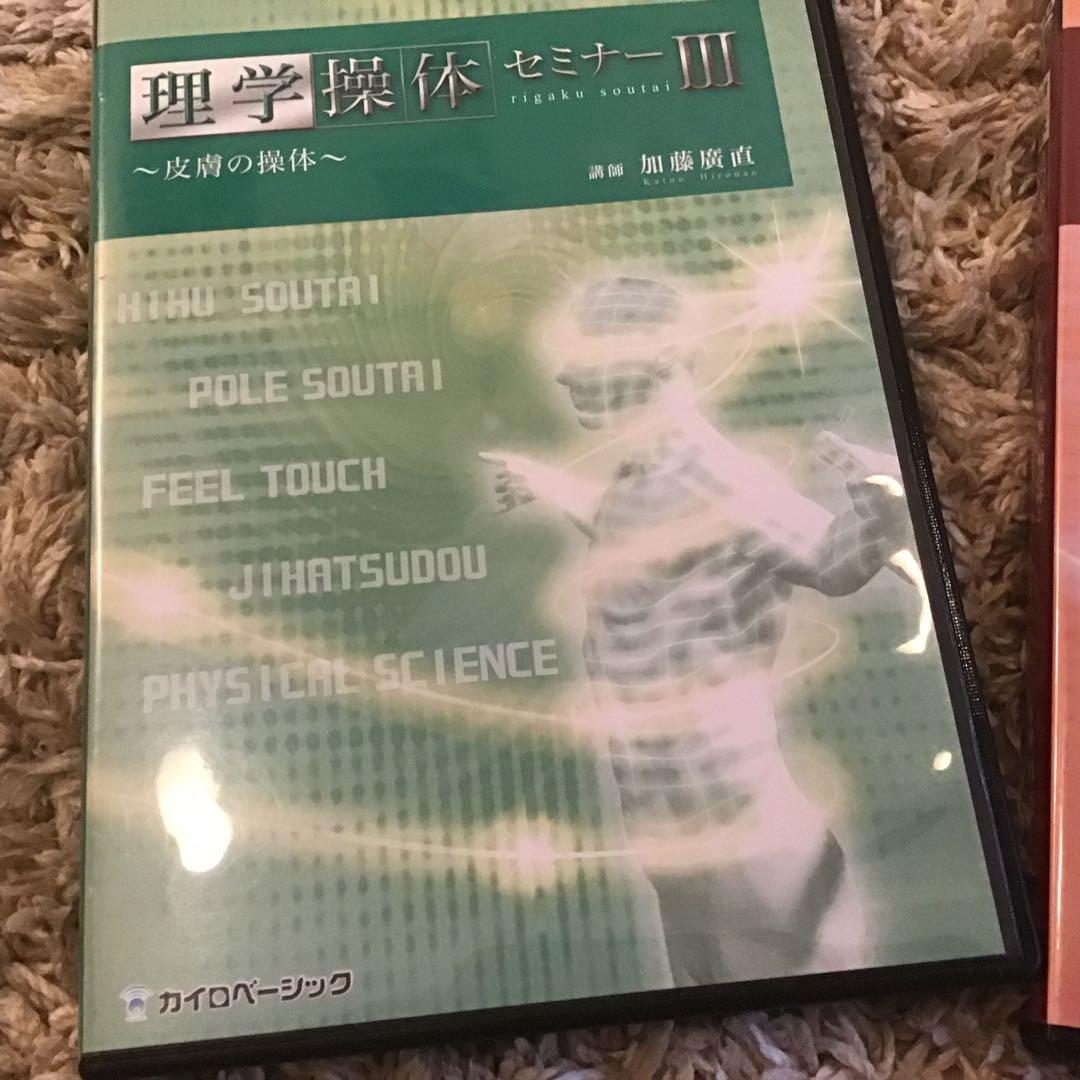 理学操体セミナーIII
rigaku soutai
～皮膚の操体～
講師 加藤廣直
Katou Hironao
HIHU SOUTAI
POLE SOUTAI
FEEL TOUCH
JIHATSUDOU
PHYSICAL SCIENCE
カイロベーシック